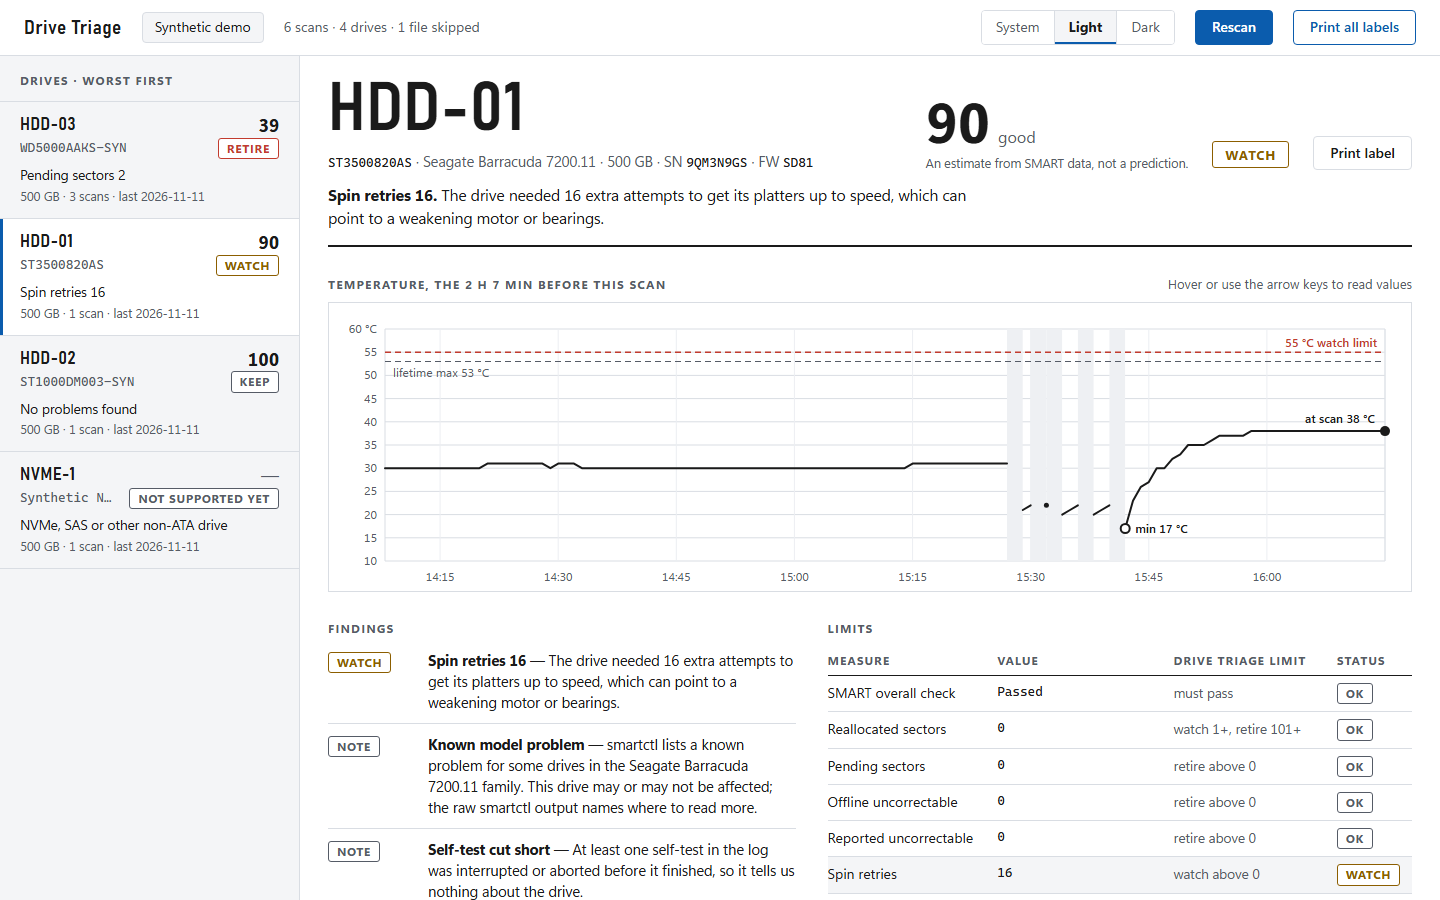 Drive Triage
Synthetic demo
6 scans · 4 drives · 1 file skipped
System
Light
Dark
Rescan
Print all labels
DRIVES · WORST FIRST
HDD-03
39
WD5000AAKS-SYN
RETIRE
Pending sectors 2
500 GB · 3 scans · last 2026-11-11
HDD-01
90
ST3500820AS
WATCH
Spin retries 16
500 GB · 1 scan · last 2026-11-11
HDD-02
100
ST1000DM003-SYN
KEEP
No problems found
500 GB · 1 scan · last 2026-11-11
NVME-1
—
Synthetic N…
NOT SUPPORTED YET
NVMe, SAS or other non-ATA drive
500 GB · 1 scan · last 2026-11-11
HDD-01
ST3500820AS · Seagate Barracuda 7200.11 · 500 GB · SN 9QM3N9GS · FW SD81
90 good
An estimate from SMART data, not a prediction.
WATCH
Print label
Spin retries 16. The drive needed 16 extra attempts to get its platters up to speed, which can
point to a weakening motor or bearings.
TEMPERATURE, THE 2 H 7 MIN BEFORE THIS SCAN
Hover or use the arrow keys to read values
60 °C
55
50
45
40
35
30
25
20
15
10
55 °C watch limit
lifetime max 53 °C
at scan 38 °C
min 17 °C
14:15
14:30
14:45
15:00
15:15
15:30
15:45
16:00
FINDINGS
WATCH
Spin retries 16 — The drive needed 16 extra attempts to
get its platters up to speed, which can point to a
weakening motor or bearings.
NOTE
Known model problem — smartctl lists a known
problem for some drives in the Seagate Barracuda
7200.11 family. This drive may or may not be affected;
the raw smartctl output names where to read more.
NOTE
Self-test cut short — At least one self-test in the log
was interrupted or aborted before it finished, so it tells us
nothing about the drive.
LIMITS
MEASURE VALUE DRIVE TRIAGE LIMIT STATUS
SMART overall check Passed must pass OK
Reallocated sectors 0 watch 1+, retire 101+ OK
Pending sectors 0 retire above 0 OK
Offline uncorrectable 0 retire above 0 OK
Reported uncorrectable 0 retire above 0 OK
Spin retries 16 watch above 0 WATCH